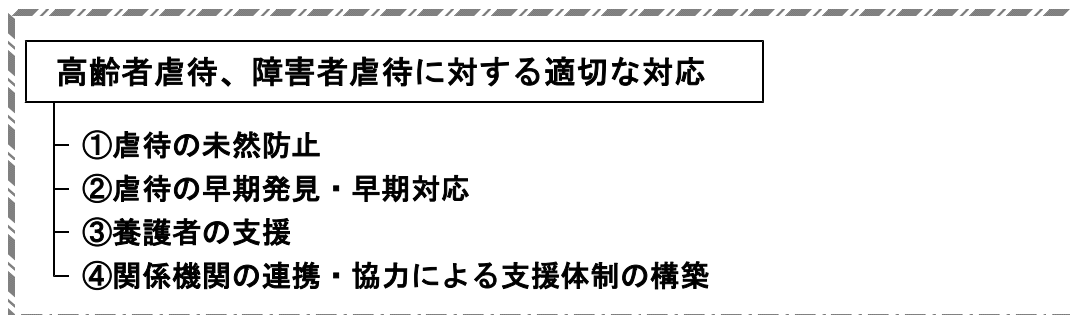 高齢者虐待、障害者虐待に対する適切な対応
①虐待の未然防止
②虐待の早期発見・早期対応
③養護者の支援
④関係機関の連携・協力による支援体制の構築